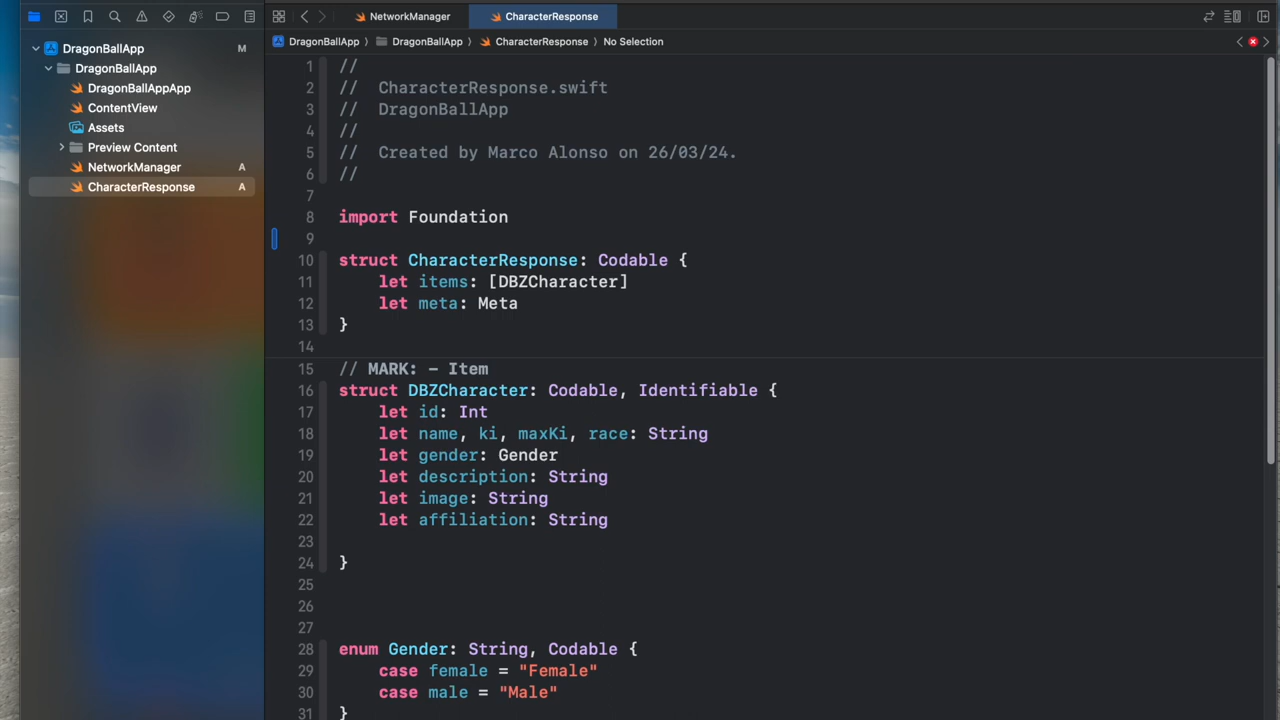 NetworkManager
CharacterResponse
DragonBallApp
M
DragonBallApp
DragonBallApp
CharacterResponse
No Selection
DragonBallApp
DragonBallAppApp
ContentView
Assets
Preview Content
NetworkManager
A
CharacterResponse
A
1 //
2 // CharacterResponse.swift
3 // DragonBallApp
4 //
5 // Created by Marco Alonso on 26/03/24.
6 //
7
8 import Foundation
9
10 struct CharacterResponse: Codable {
11 let items: [DBZCharacter]
12 let meta: Meta
13 }
14
15 // MARK: - Item
16 struct DBZCharacter: Codable, Identifiable {
17 let id: Int
18 let name, ki, maxKi, race: String
19 let gender: Gender
20 let description: String
21 let image: String
22 let affiliation: String
23
24 }
25
26
27
28 enum Gender: String, Codable {
29 case female = "Female"
30 case male = "Male"
31 }